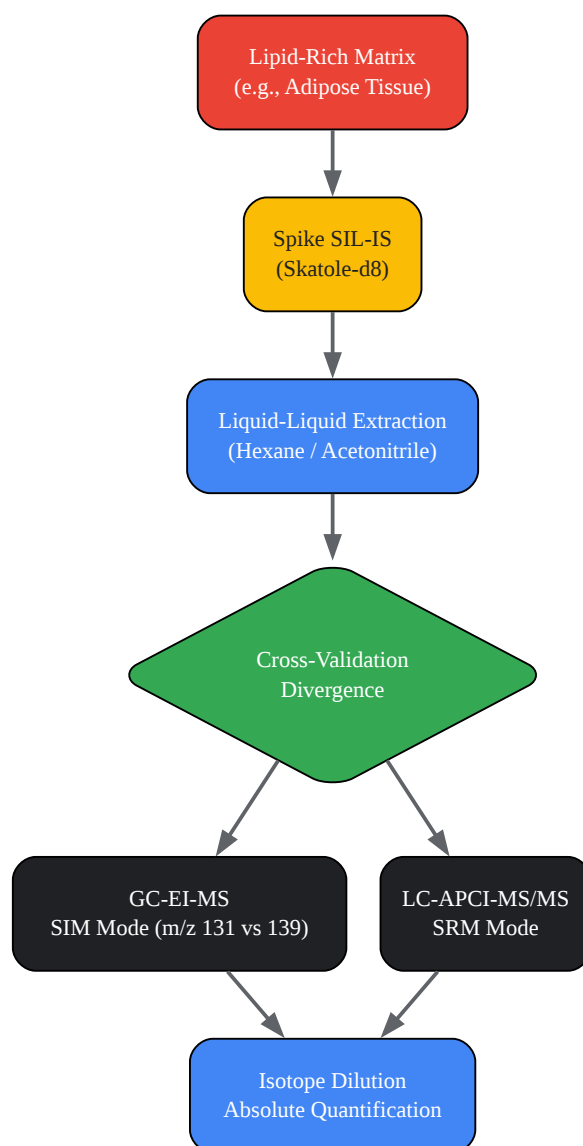 Lipid-Rich Matrix
(e.g., Adipose Tissue)
Spike SIL-IS
(Skatole-d8)
Liquid-Liquid Extraction
(Hexane / Acetonitrile)
Cross-Validation
Divergence
GC-EI-MS
SIM Mode (m/z 131 vs 139)
LC-APCI-MS/MS
SRM Mode
Isotope Dilution
Absolute Quantification